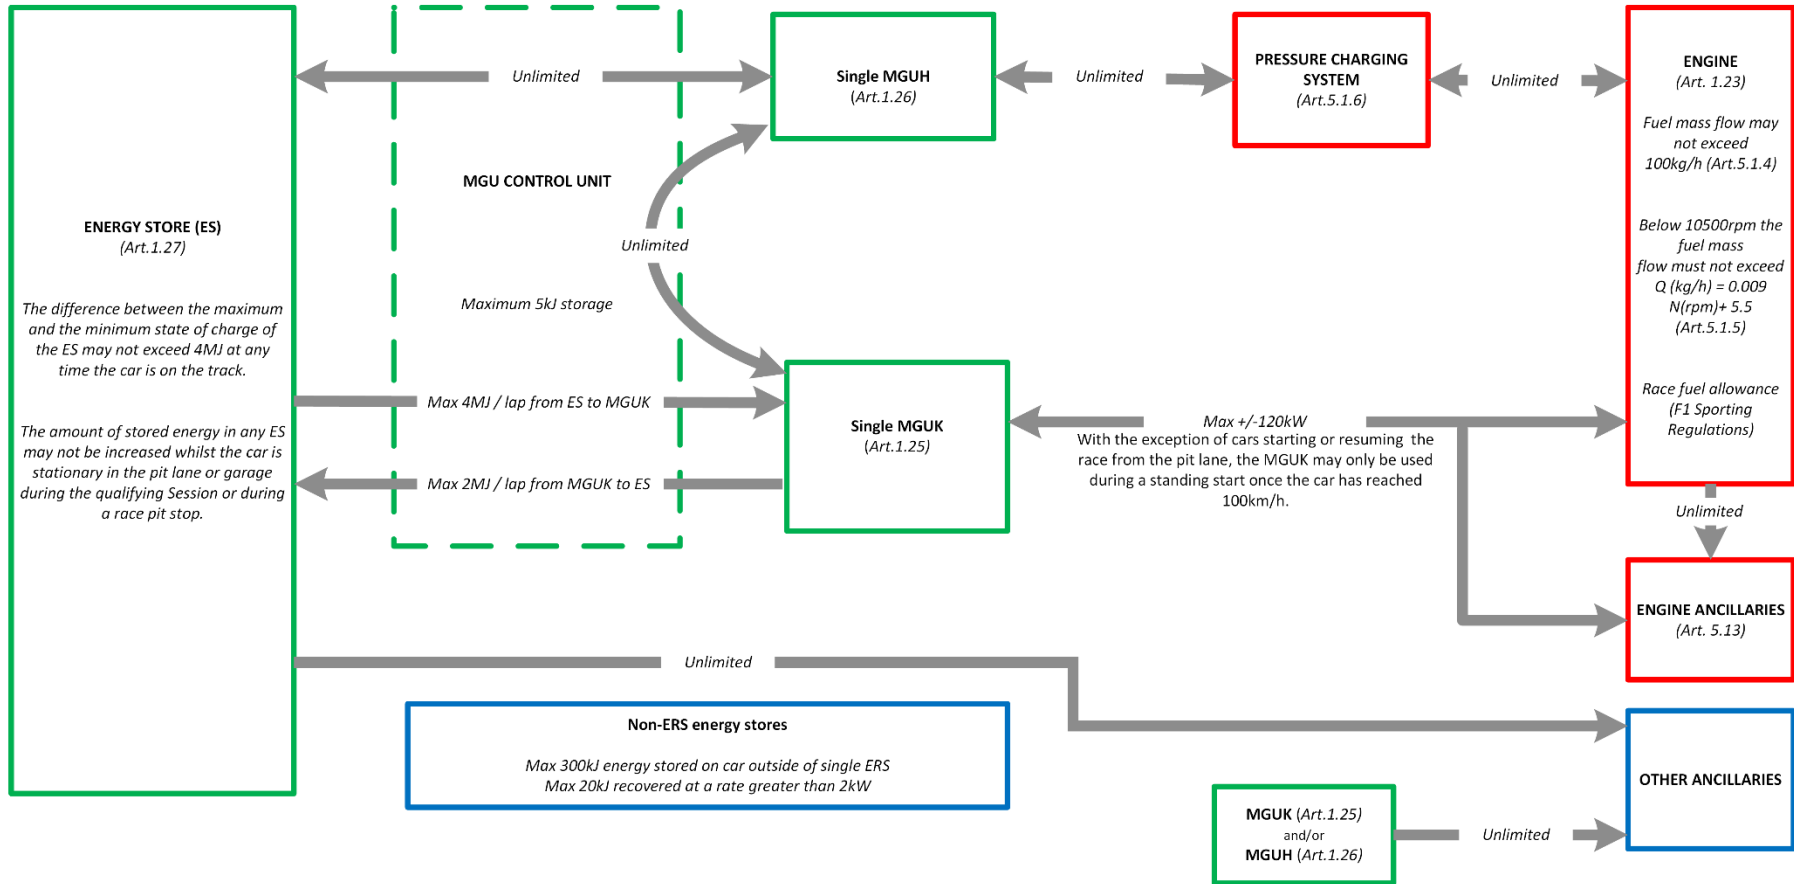 ENERGY STORE (ES)
(Art.1.27)
The difference between the maximum
and the minimum state of charge of
the ES may not exceed 4MJ at any
time the car is on the track.
The amount of stored energy in any ES
may not be increased whilst the car is
stationary in the pit lane or garage
during the qualifying Session or during
a race pit stop.
Unlimited
MGU CONTROL UNIT
Unlimited
Maximum 5kJ storage
Max 4MJ / lap from ES to MGUK
Max 2MJ / lap from MGUK to ES
Single MGUH
(Art.1.26)
Single MGUK
(Art.1.25)
Unlimited
PRESSURE CHARGING
SYSTEM
(Art.5.1.6)
Unlimited
ENGINE
(Art. 1.23)
Fuel mass flow may
not exceed
100kg/h (Art.5.1.4)
Below 10500rpm the
fuel mass
flow must not exceed
Q (kg/h) = 0.009
N(rpm)+ 5.5
(Art.5.1.5)
Race fuel allowance
(F1 Sporting
Regulations)
Max +/-120kW
With the exception of cars starting or resuming the
race from the pit lane, the MGUK may only be used
during a standing start once the car has reached
100km/h.
Unlimited
ENGINE ANCILLARIES
(Art. 5.13)
Unlimited
Non-ERS energy stores
Max 300kJ energy stored on car outside of single ERS
Max 20kJ recovered at a rate greater than 2kW
OTHER ANCILLARIES
MGUK (Art.1.25)
and/or
MGUH (Art.1.26)
Unlimited